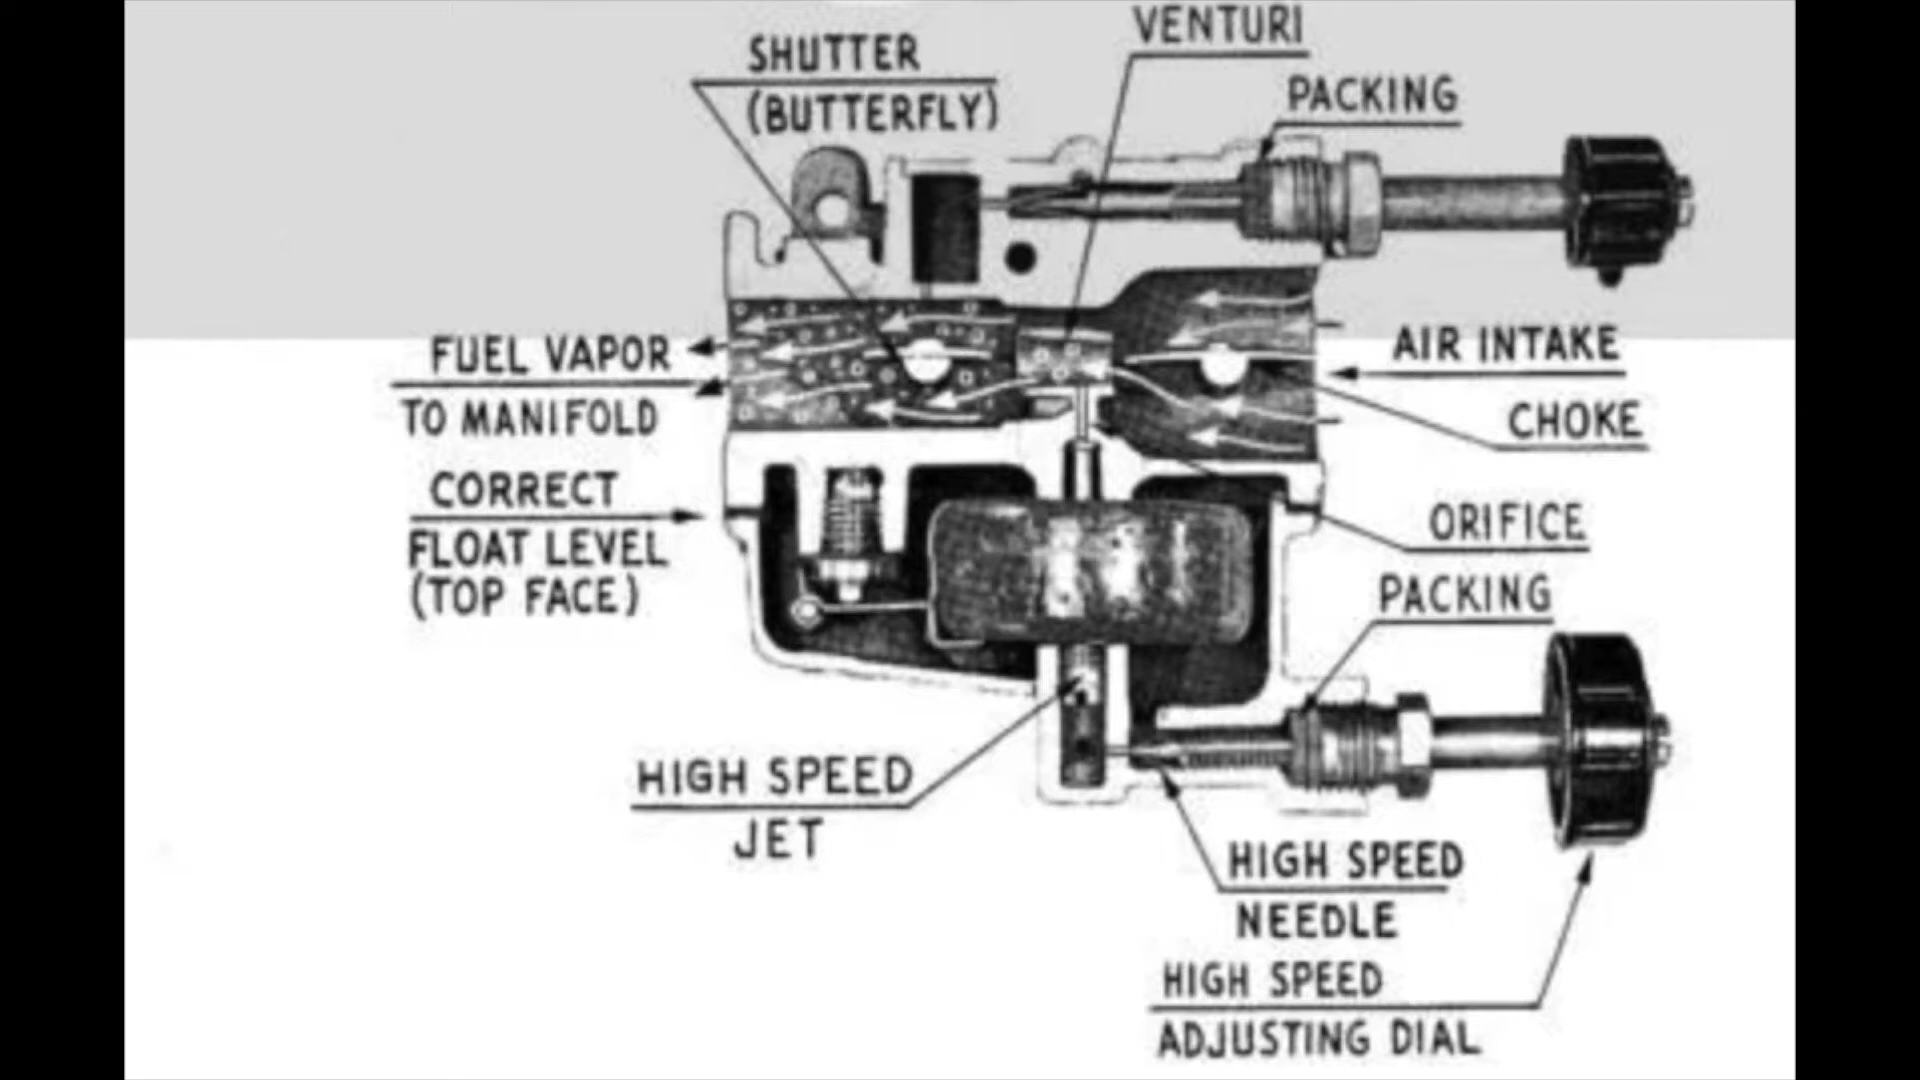 VENTURI
SHUTTER
(BUTTERFLY)
PACKING
FUEL VAPOR
TO MANIFOLD
AIR INTAKE
CHOKE
CORRECT
FLOAT LEVEL
(TOP FACE)
ORIFICE
PACKING
HIGH SPEED
JET
HIGH SPEED
NEEDLE
HIGH SPEED
ADJUSTING DIAL